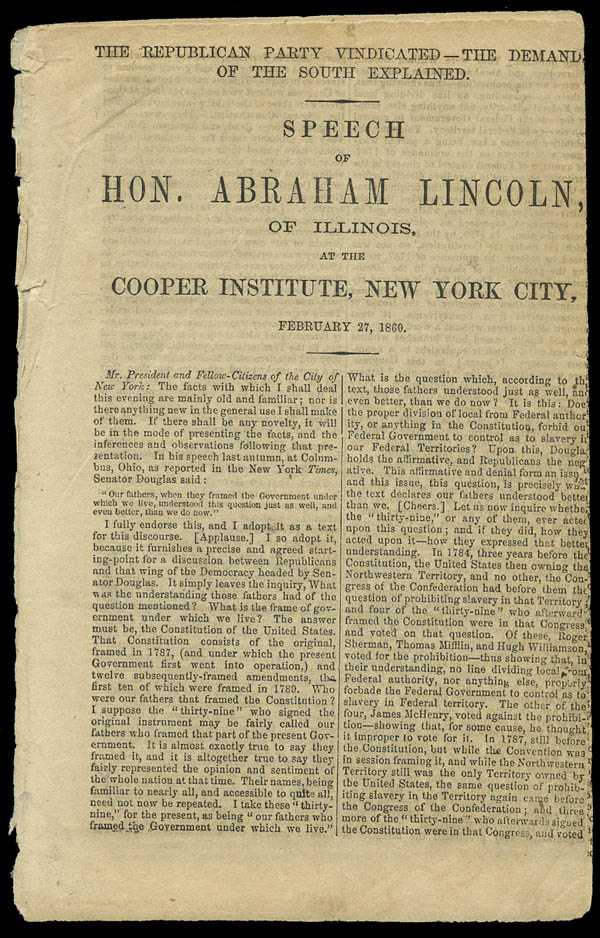 THE REPUBLICAN PARTY VINDICATED—THE DEMAND
OF THE SOUTH EXPLAINED.
SPEECH
OF
HON. ABRAHAM LINCOLN,
OF ILLINOIS,
AT THE
COOPER INSTITUTE, NEW YORK CITY,
FEBRUARY 27, 1860.
Mr. President and Fellow-Citizens of the City of
New York: The facts with which I shall deal
this evening are mainly old and familiar; nor is
there anything new in the general use I shall make
of them. If there shall be any novelty, it will
be in the mode of presenting the facts, and the
inferences and observations following that pre-
sentation. In his speech last autumn, at Colum-
bus, Ohio, as reported in the New York Times,
Senator Douglas said:
"Our fathers, when they framed the Government under
which we live, understood this question just as well, and
even better, than we do now."
I fully endorse this, and I adopt it as a text
for this discourse. [Applause.] I so adopt it,
because it furnishes a precise and agreed start-
ing-point for a discussion between Republicans
and that wing of the Democracy headed by Sen-
ator Douglas. It simply leaves the inquiry, What
was the understanding those fathers had of the
question mentioned? What is the frame of gov-
ernment under which we live? The answer
must be, the Constitution of the United States.
That Constitution consists of the original,
framed in 1787, (and under which the present
Government first went into operation,) and
twelve subsequently-framed amendments, the
first ten of which were framed in 1789. Who
were our fathers that framed the Constitution?
I suppose the "thirty-nine" who signed the
original instrument may be fairly called our
fathers who framed that part of the present Gov-
ernment. It is almost exactly true to say they
framed it, and it is altogether true to say they
fairly represented the opinion and sentiment of
the whole nation at that time. Their names, being
familiar to nearly all, and accessible to quite all,
need not now be repeated. I take these "thirty-
nine," for the present, as being "our fathers who
framed the Government under which we live."
What is the question which, according to th
text, those fathers understood just as well, and
even better, than we do now? It is this: Doe
the proper division of local from Federal author
ity, or anything in the Constitution, forbid ou
Federal Government to control as to slavery i
our Federal Territories? Upon this, Dougla
holds the affirmative, and Republicans the neg
ative. This affirmative and denial form an issu
and this issue, this question, is precisely
the text declares our fathers understood better
than we. [Cheers.] Let us now inquire whethe
the "thirty-nine," or any of them, ever acted
upon this question; and if they did, how they
acted upon it—how they expressed that better
understanding. In 1784, three years before the
Constitution, the United States then owning the
Northwestern Territory, and no other, the Con-
gress of the Confederation had before them the
question of prohibiting slavery in that Territory;
and four of the "thirty-nine" who afterward
framed the Constitution were in that Congress,
and voted on that question. Of these, Roger
Sherman, Thomas Mifflin, and Hugh Williamson,
voted for the prohibition—thus showing that, in
their understanding, no line dividing local from
Federal authority, nor anything else, properly
forbade the Federal Government to control as to
slavery in Federal territory. The other of the
four, James McHenry, voted against the prohibi-
tion—showing that, for some cause, he thought
it improper to vote for it. In 1787, still before
the Constitution, but while the Convention was
in session framing it, and while the Northwestern
Territory still was the only Territory owned by
the United States, the same question of prohib-
iting slavery in the Territory again came before
the Congress of the Confederation; and three
more of the "thirty-nine" who afterwards signed
the Constitution were in that Congress, and voted